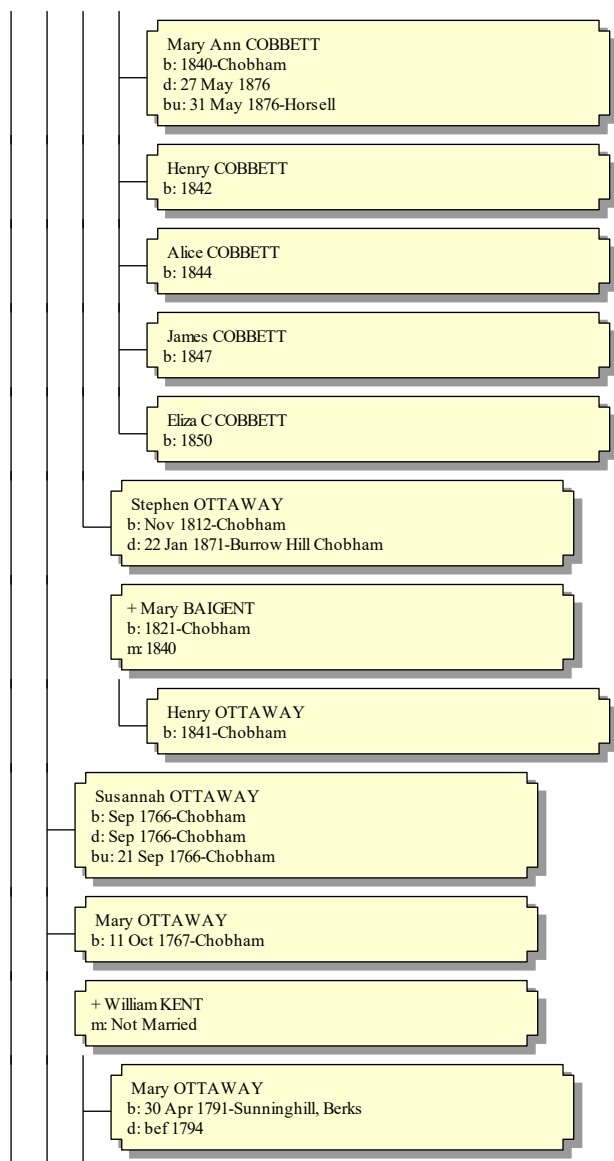 Mary Ann COBBETT
b: 1840-Chobham
d: 27 May 1876
bu: 31 May 1876-Horsell
Henry COBBETT
b: 1842
Alice COBBETT
b: 1844
James COBBETT
b: 1847
Eliza C COBBETT
b: 1850
Stephen OTTAWAY
b: Nov 1812-Chobham
d: 22 Jan 1871-Burrow Hill Chobham
+ Mary BAIGENT
b: 1821-Chobham
m: 1840
Henry OTTAWAY
b: 1841-Chobham
Susannah OTTAWAY
b: Sep 1766-Chobham
d: Sep 1766-Chobham
bu: 21 Sep 1766-Chobham
Mary OTTAWAY
b: 11 Oct 1767-Chobham
+ William KENT
m: Not Married
Mary OTTAWAY
b: 30 Apr 1791-Sunninghill, Berks
d: bef 1794